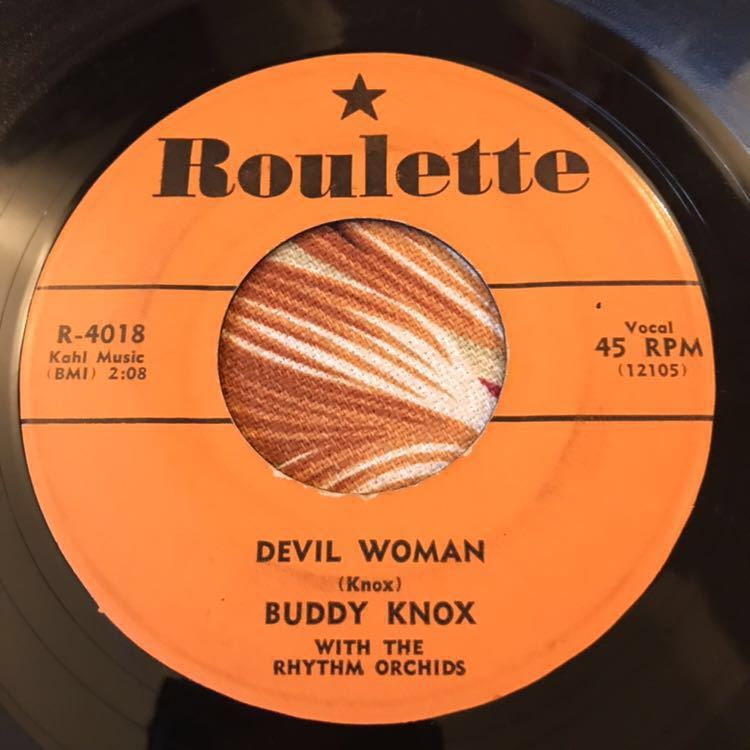 Roulette
R-4018
Kahl Music
(BMI) 2:08
Vocal
45 RPM
(12105)
DEVIL WOMAN
(Knox)
BUDDY KNOX
WITH THE
RHYTHM ORCHIDS